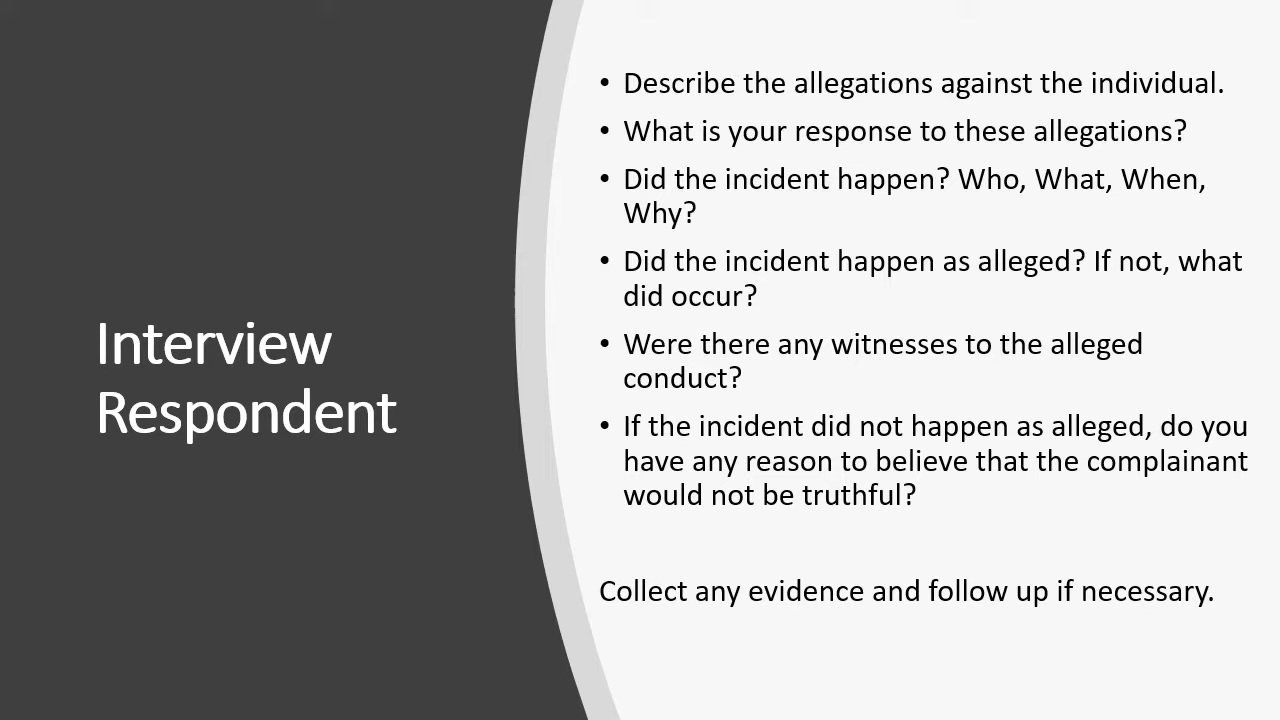 Interview
Respondent
• Describe the allegations against the individual.
• What is your response to these allegations?
• Did the incident happen? Who, What, When,
Why?
• Did the incident happen as alleged? If not, what
did occur?
• Were there any witnesses to the alleged
conduct?
• If the incident did not happen as alleged, do you
have any reason to believe that the complainant
would not be truthful?
Collect any evidence and follow up if necessary.